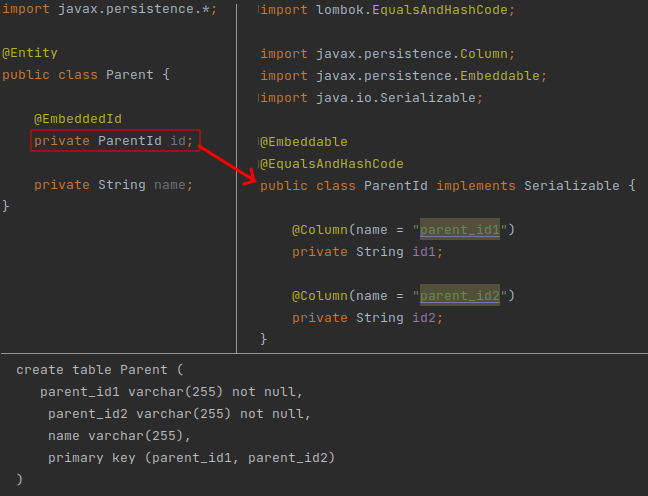 import javax.persistence.*;
@Entity
public class Parent {
@EmbeddedId
private ParentId id;
private String name;
}
import lombok.EqualsAndHashCode;
import javax.persistence.Column;
import javax.persistence.Embeddable;
import java.io.Serializable;
@Embeddable
@EqualsAndHashCode
public class ParentId implements Serializable {
@Column(name = "parent_id1")
private String id1;
@Column(name = "parent_id2")
private String id2;
}
create table Parent (
parent_id1 varchar(255) not null,
parent_id2 varchar(255) not null,
name varchar(255),
primary key (parent_id1, parent_id2)
)